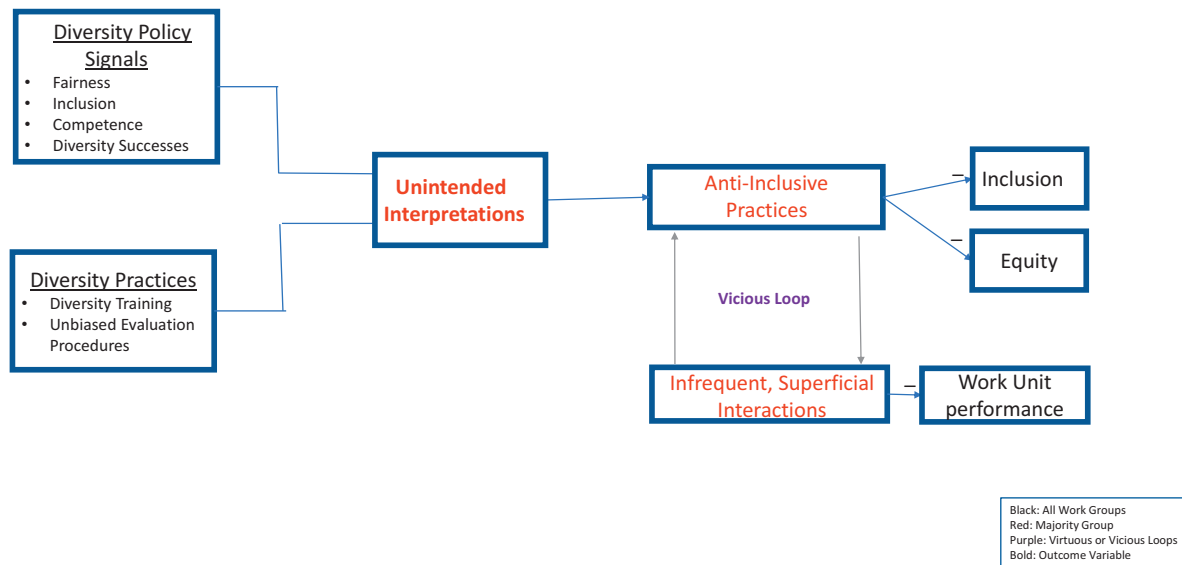 Diversity Policy
Signals
• Fairness
• Inclusion
• Competence
• Diversity Successes
Diversity Practices
• Diversity Training
• Unbiased Evaluation
Procedures
Unintended
Interpretations
Anti-Inclusive
Practices
Vicious Loop
Infrequent, Superficial
Interactions
–
Inclusion
–
Equity
–
Work Unit
performance
Black: All Work Groups
Red: Majority Group
Purple: Virtuous or Vicious Loops
Bold: Outcome Variable